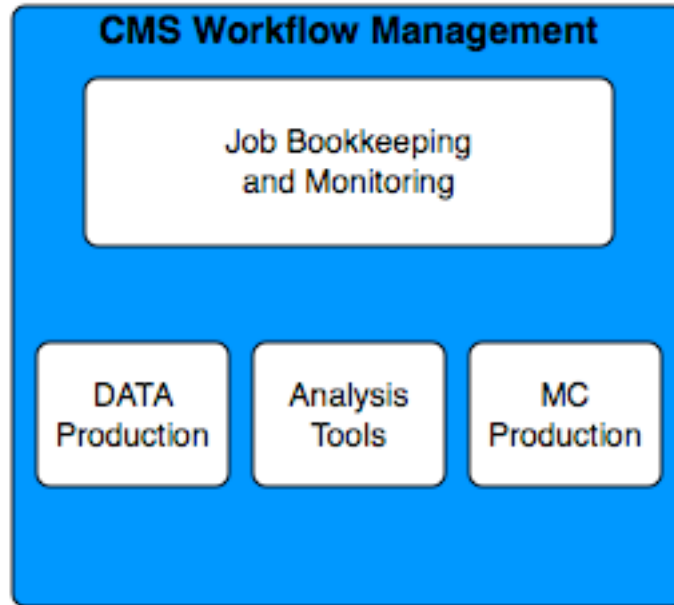 CMS Workflow Management
Job Bookkeeping
and Monitoring
DATA
Production
Analysis
Tools
MC
Production